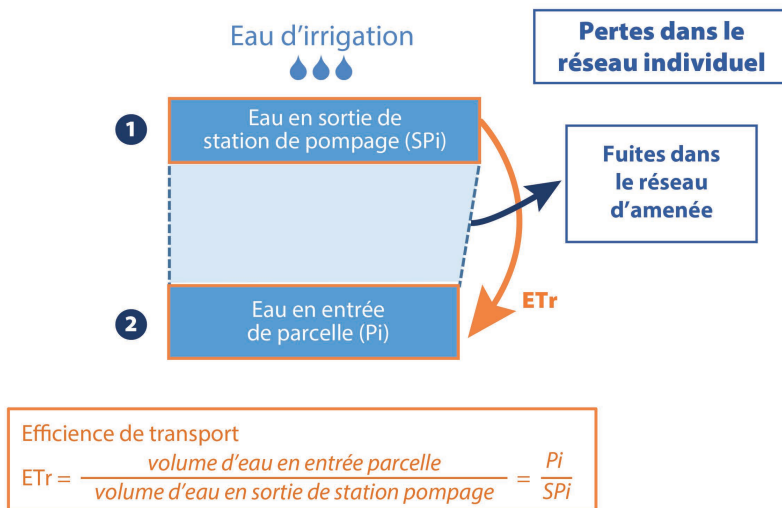 Eau d’irrigation
Pertes dans le
réseau individuel
1
Eau en sortie de
station de pompage (SPi)
Fuites dans
le réseau
d’amenée
ETr
2
Eau en entrée
de parcelle (Pi)
Efficience de transport
ETr = volume d’eau en entrée parcelle / volume d’eau en sortie de station pompage = Pi / SPi